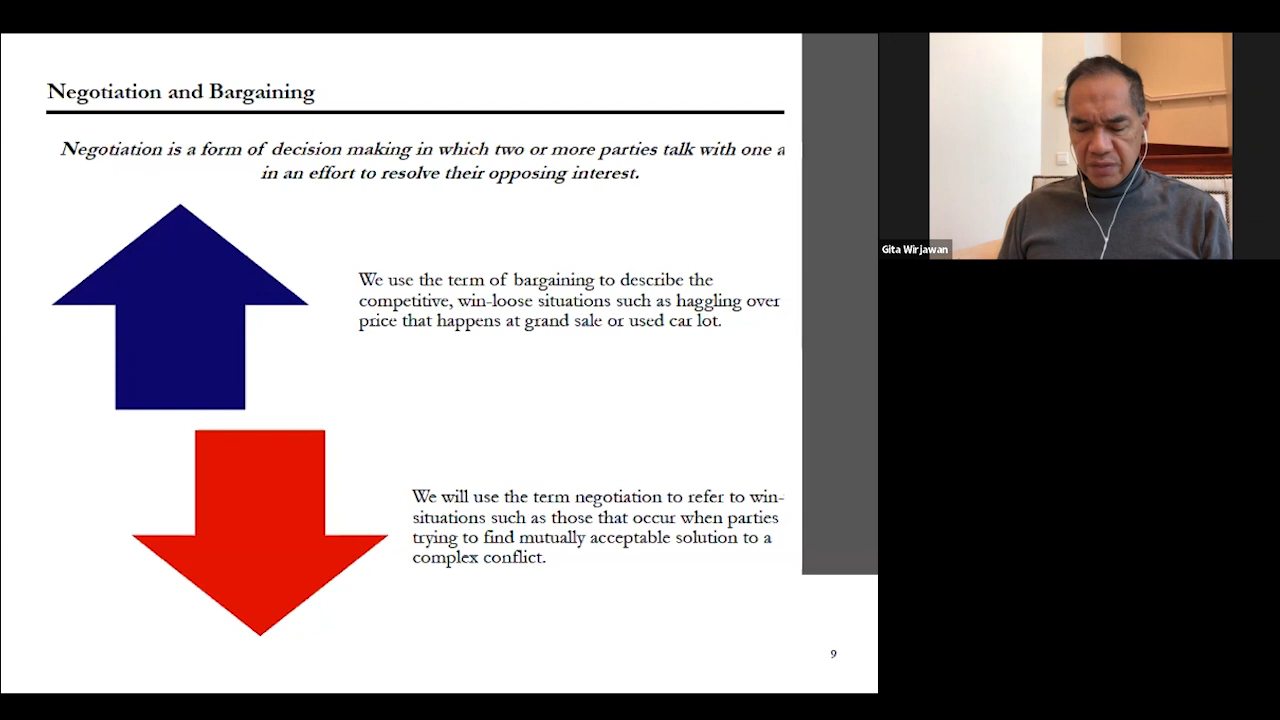 Negotiation and Bargaining
Negotiation is a form of decision making in which two or more parties talk with one a
in an effort to resolve their opposing interest.
We use the term of bargaining to describe the
competitive, win-loose situations such as haggling over
price that happens at grand sale or used car lot.
We will use the term negotiation to refer to win-
situations such as those that occur when parties
trying to find mutually acceptable solution to a
complex conflict.
9
Gita Wirjawan